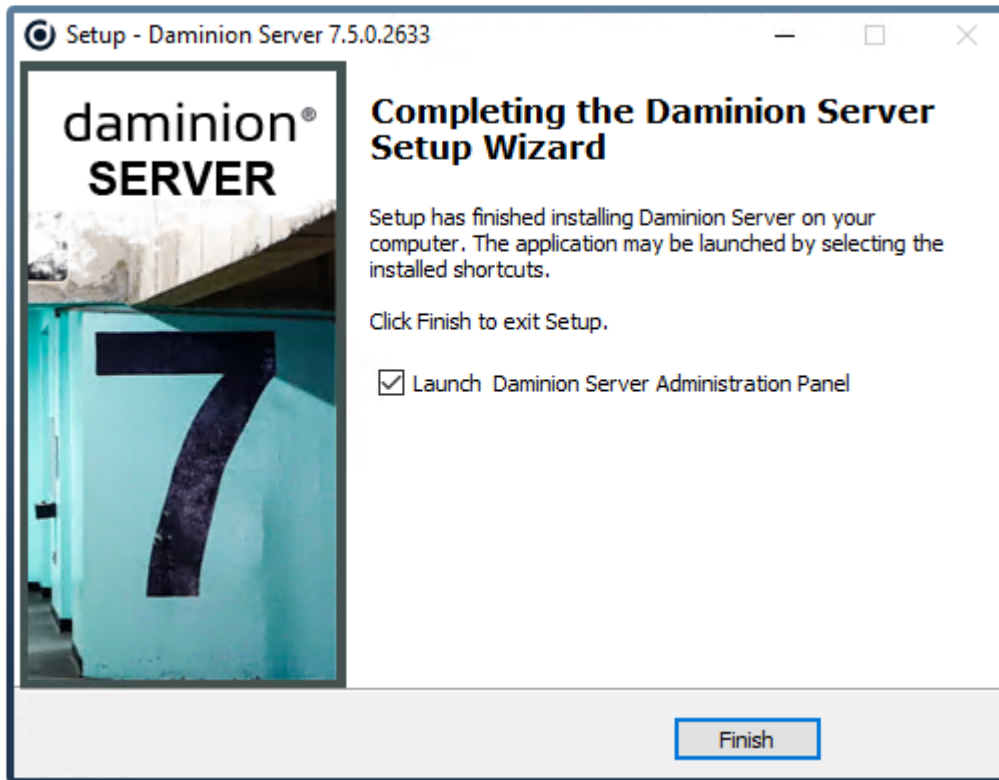 Setup - Daminion Server 7.5.0.2633
daminion®
SERVER
7
Completing the Daminion Server
Setup Wizard
Setup has finished installing Daminion Server on your
computer. The application may be launched by selecting the
installed shortcuts.
Click Finish to exit Setup.
Launch  Daminion Server Administration Panel
Finish